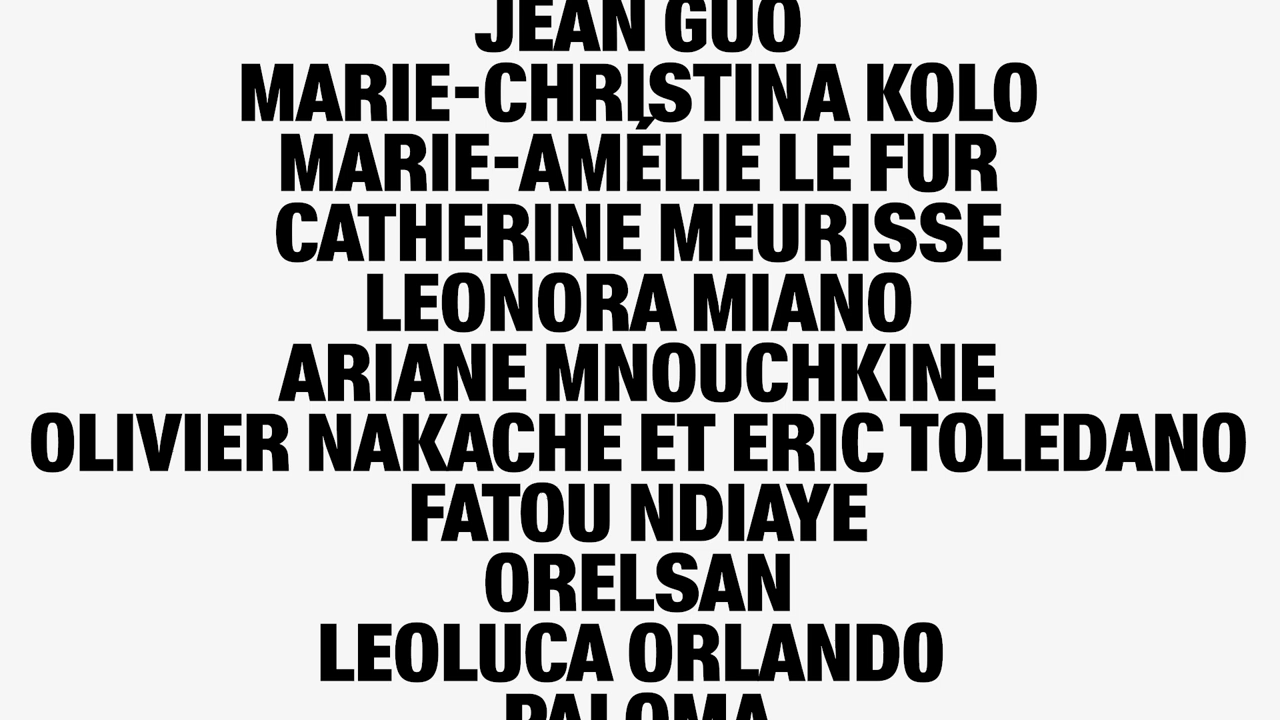 JEAN GUO
MARIE-CHRISTINA KOLO
MARIE-AMÉLIE LE FUR
CATHERINE MEURISSE
LEONORA MIANO
ARIANE MNOUCHKINE
OLIVIER NAKACHE ET ERIC TOLEDANO
FATOU NDIAYE
ORELSAN
LEOLUCA ORLANDO
PALOMA